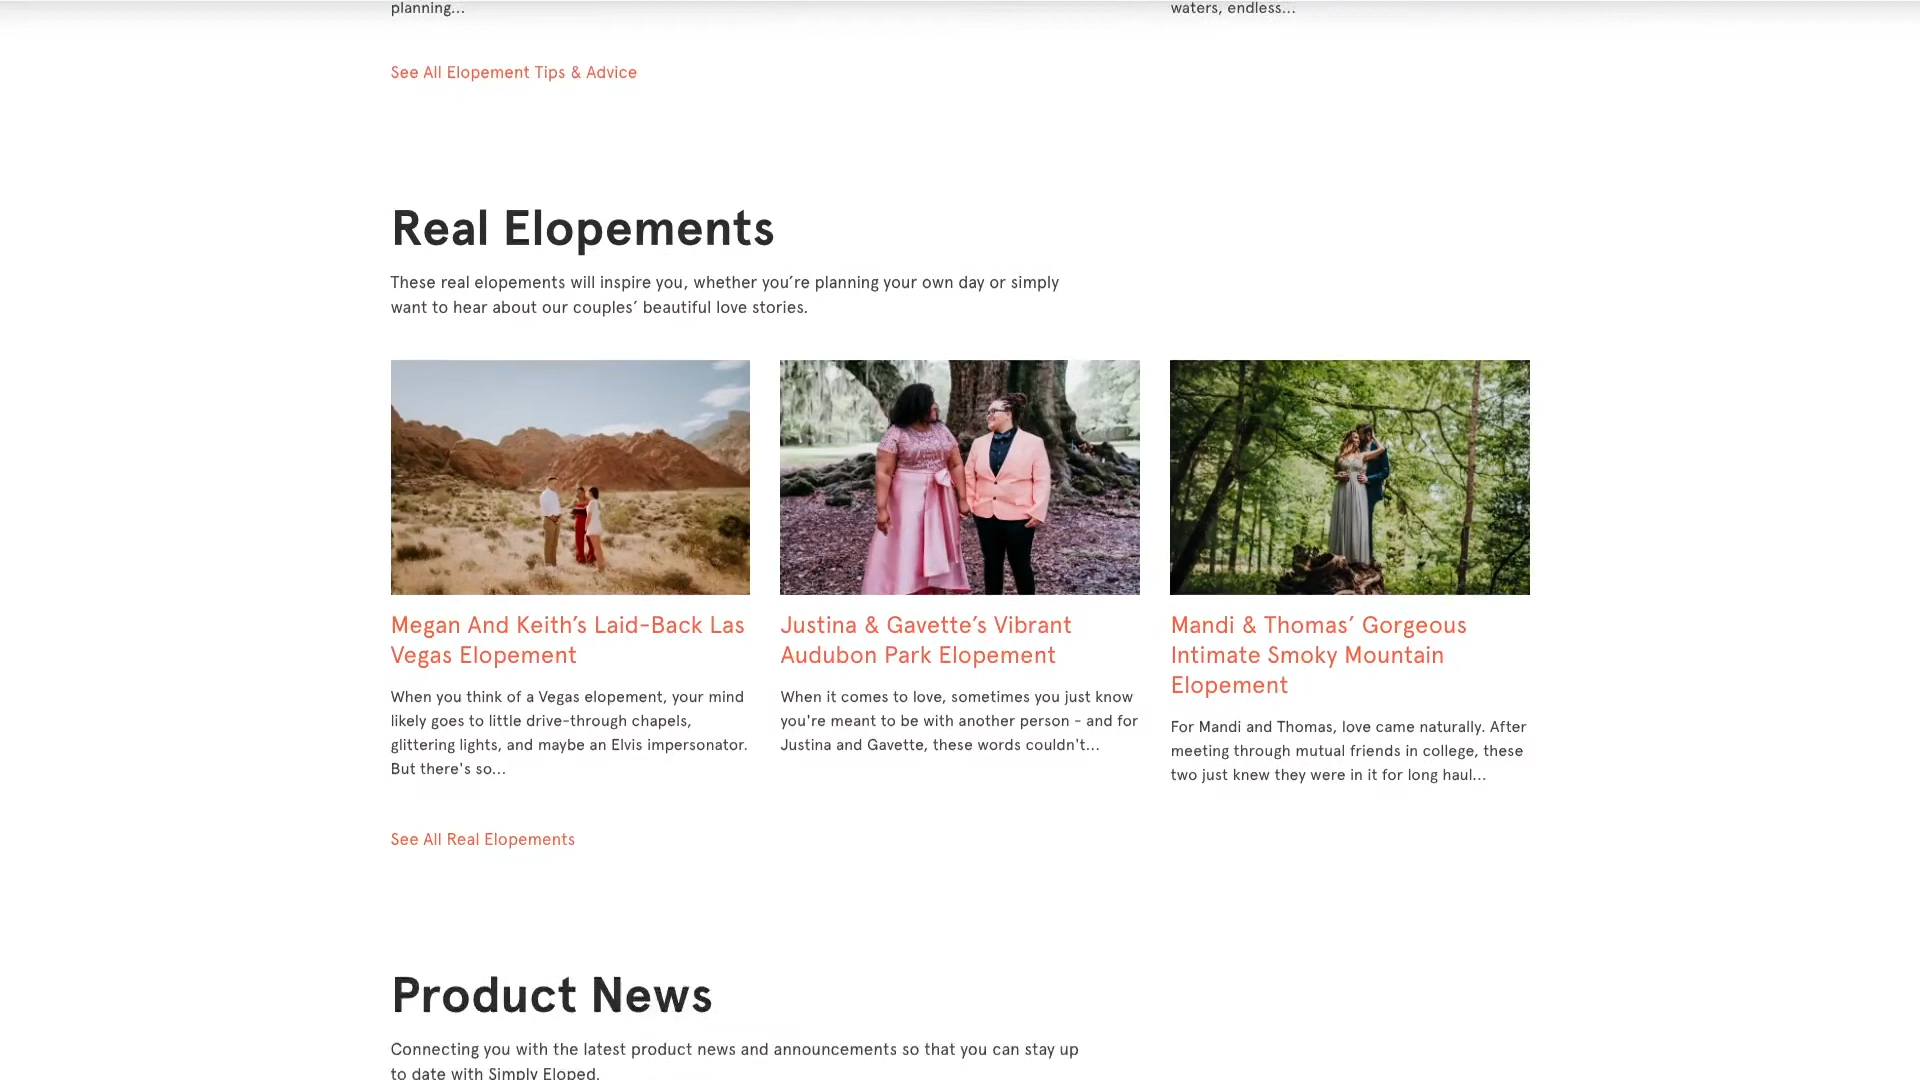 planning...
waters, endless...
See All Elopement Tips & Advice
Real Elopements
These real elopements will inspire you, whether you’re planning your own day or simply
want to hear about our couples’ beautiful love stories.
Megan And Keith’s Laid-Back Las
Vegas Elopement
When you think of a Vegas elopement, your mind
likely goes to little drive-through chapels,
glittering lights, and maybe an Elvis impersonator.
But there's so...
Justina & Gavette’s Vibrant
Audubon Park Elopement
When it comes to love, sometimes you just know
you're meant to be with another person - and for
Justina and Gavette, these words couldn't...
Mandi & Thomas’ Gorgeous
Intimate Smoky Mountain
Elopement
For Mandi and Thomas, love came naturally. After
meeting through mutual friends in college, these
two just knew they were in it for long haul...
See All Real Elopements
Product News
Connecting you with the latest product news and announcements so that you can stay up
to date with Simply Eloped.